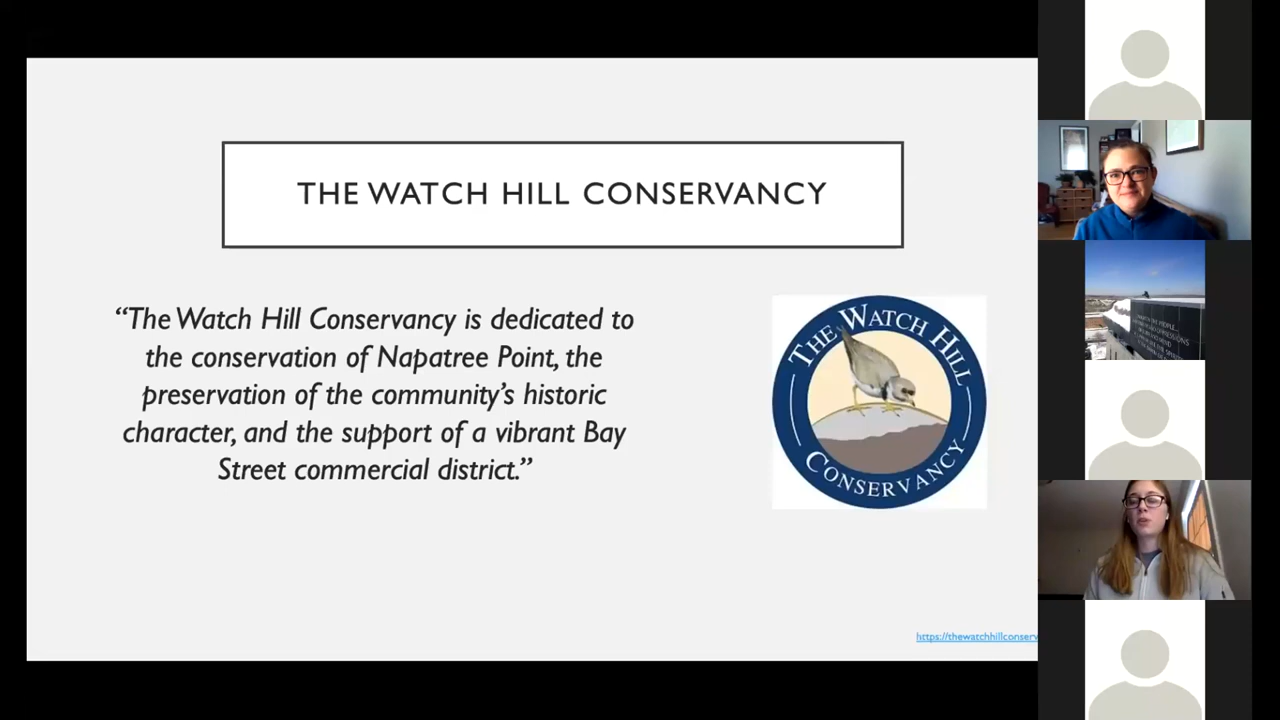 THE WATCH HILL CONSERVANCY
“The Watch Hill Conservancy is dedicated to
the conservation of Napatree Point, the
preservation of the community’s historic
character, and the support of a vibrant Bay
Street commercial district.”
THE WATCH HILL
CONSERVANCY
https://thewatchhillconserv